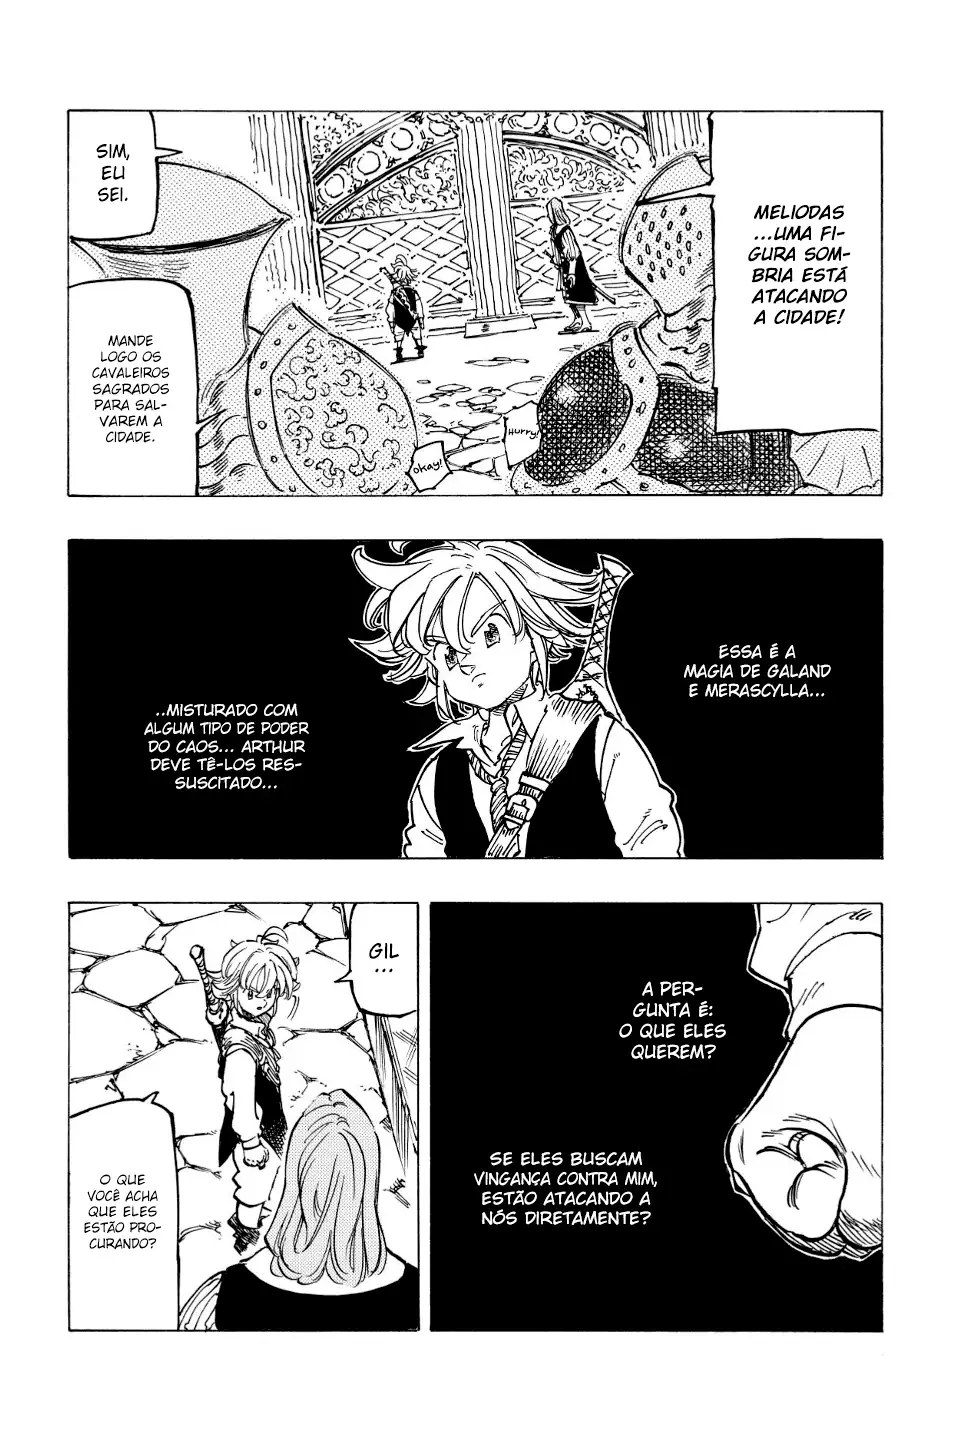 MELIODAS
...UMA FI-
GURA SOM-
BRIA ESTÁ
ATACANDO
A CIDADE!
SIM,
EU
SEI.
MANDE
LOGO OS
CAVALEIROS
SAGRADOS
PARA SAL-
VAREM A
CIDADE.
Hurry!
Okay!
ESSA É A
MAGIA DE GALAND
E MERASCYLLA...
..MISTURADO COM
ALGUM TIPO DE PODER
DO CAOS... ARTHUR
DEVE TÊ-LOS RES-
SUSCITADO...
A PER-
GUNTA É:
O QUE ELES
QUEREM?
SE ELES BUSCAM
VINGANÇA CONTRA MIM,
ESTÃO ATACANDO A
NÓS DIRETAMENTE?
GIL
...
O QUE
VOCÊ ACHA
QUE ELES
ESTÃO PRO-
CURANDO?